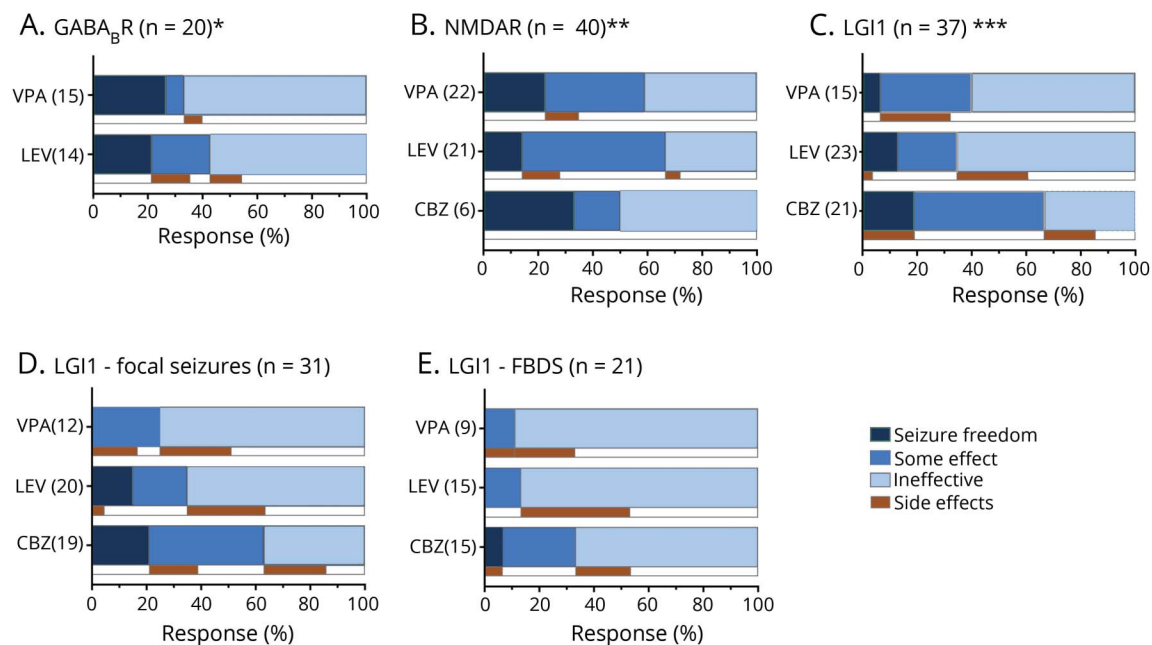 A. GABA_BR (n = 20)*
VPA (15)
LEV(14)
0 20 40 60 80 100
Response (%)
B. NMDAR (n = 40)**
VPA (22)
LEV (21)
CBZ (6)
0 20 40 60 80 100
Response (%)
C. LGI1 (n = 37) ***
VPA (15)
LEV (23)
CBZ (21)
0 20 40 60 80 100
Response (%)
D. LGI1 - focal seizures (n = 31)
VPA(12)
LEV (20)
CBZ(19)
0 20 40 60 80 100
Response (%)
E. LGI1 - FBDS (n = 21)
VPA (9)
LEV (15)
CBZ(15)
0 20 40 60 80 100
Response (%)
Seizure freedom
Some effect
Ineffective
Side effects